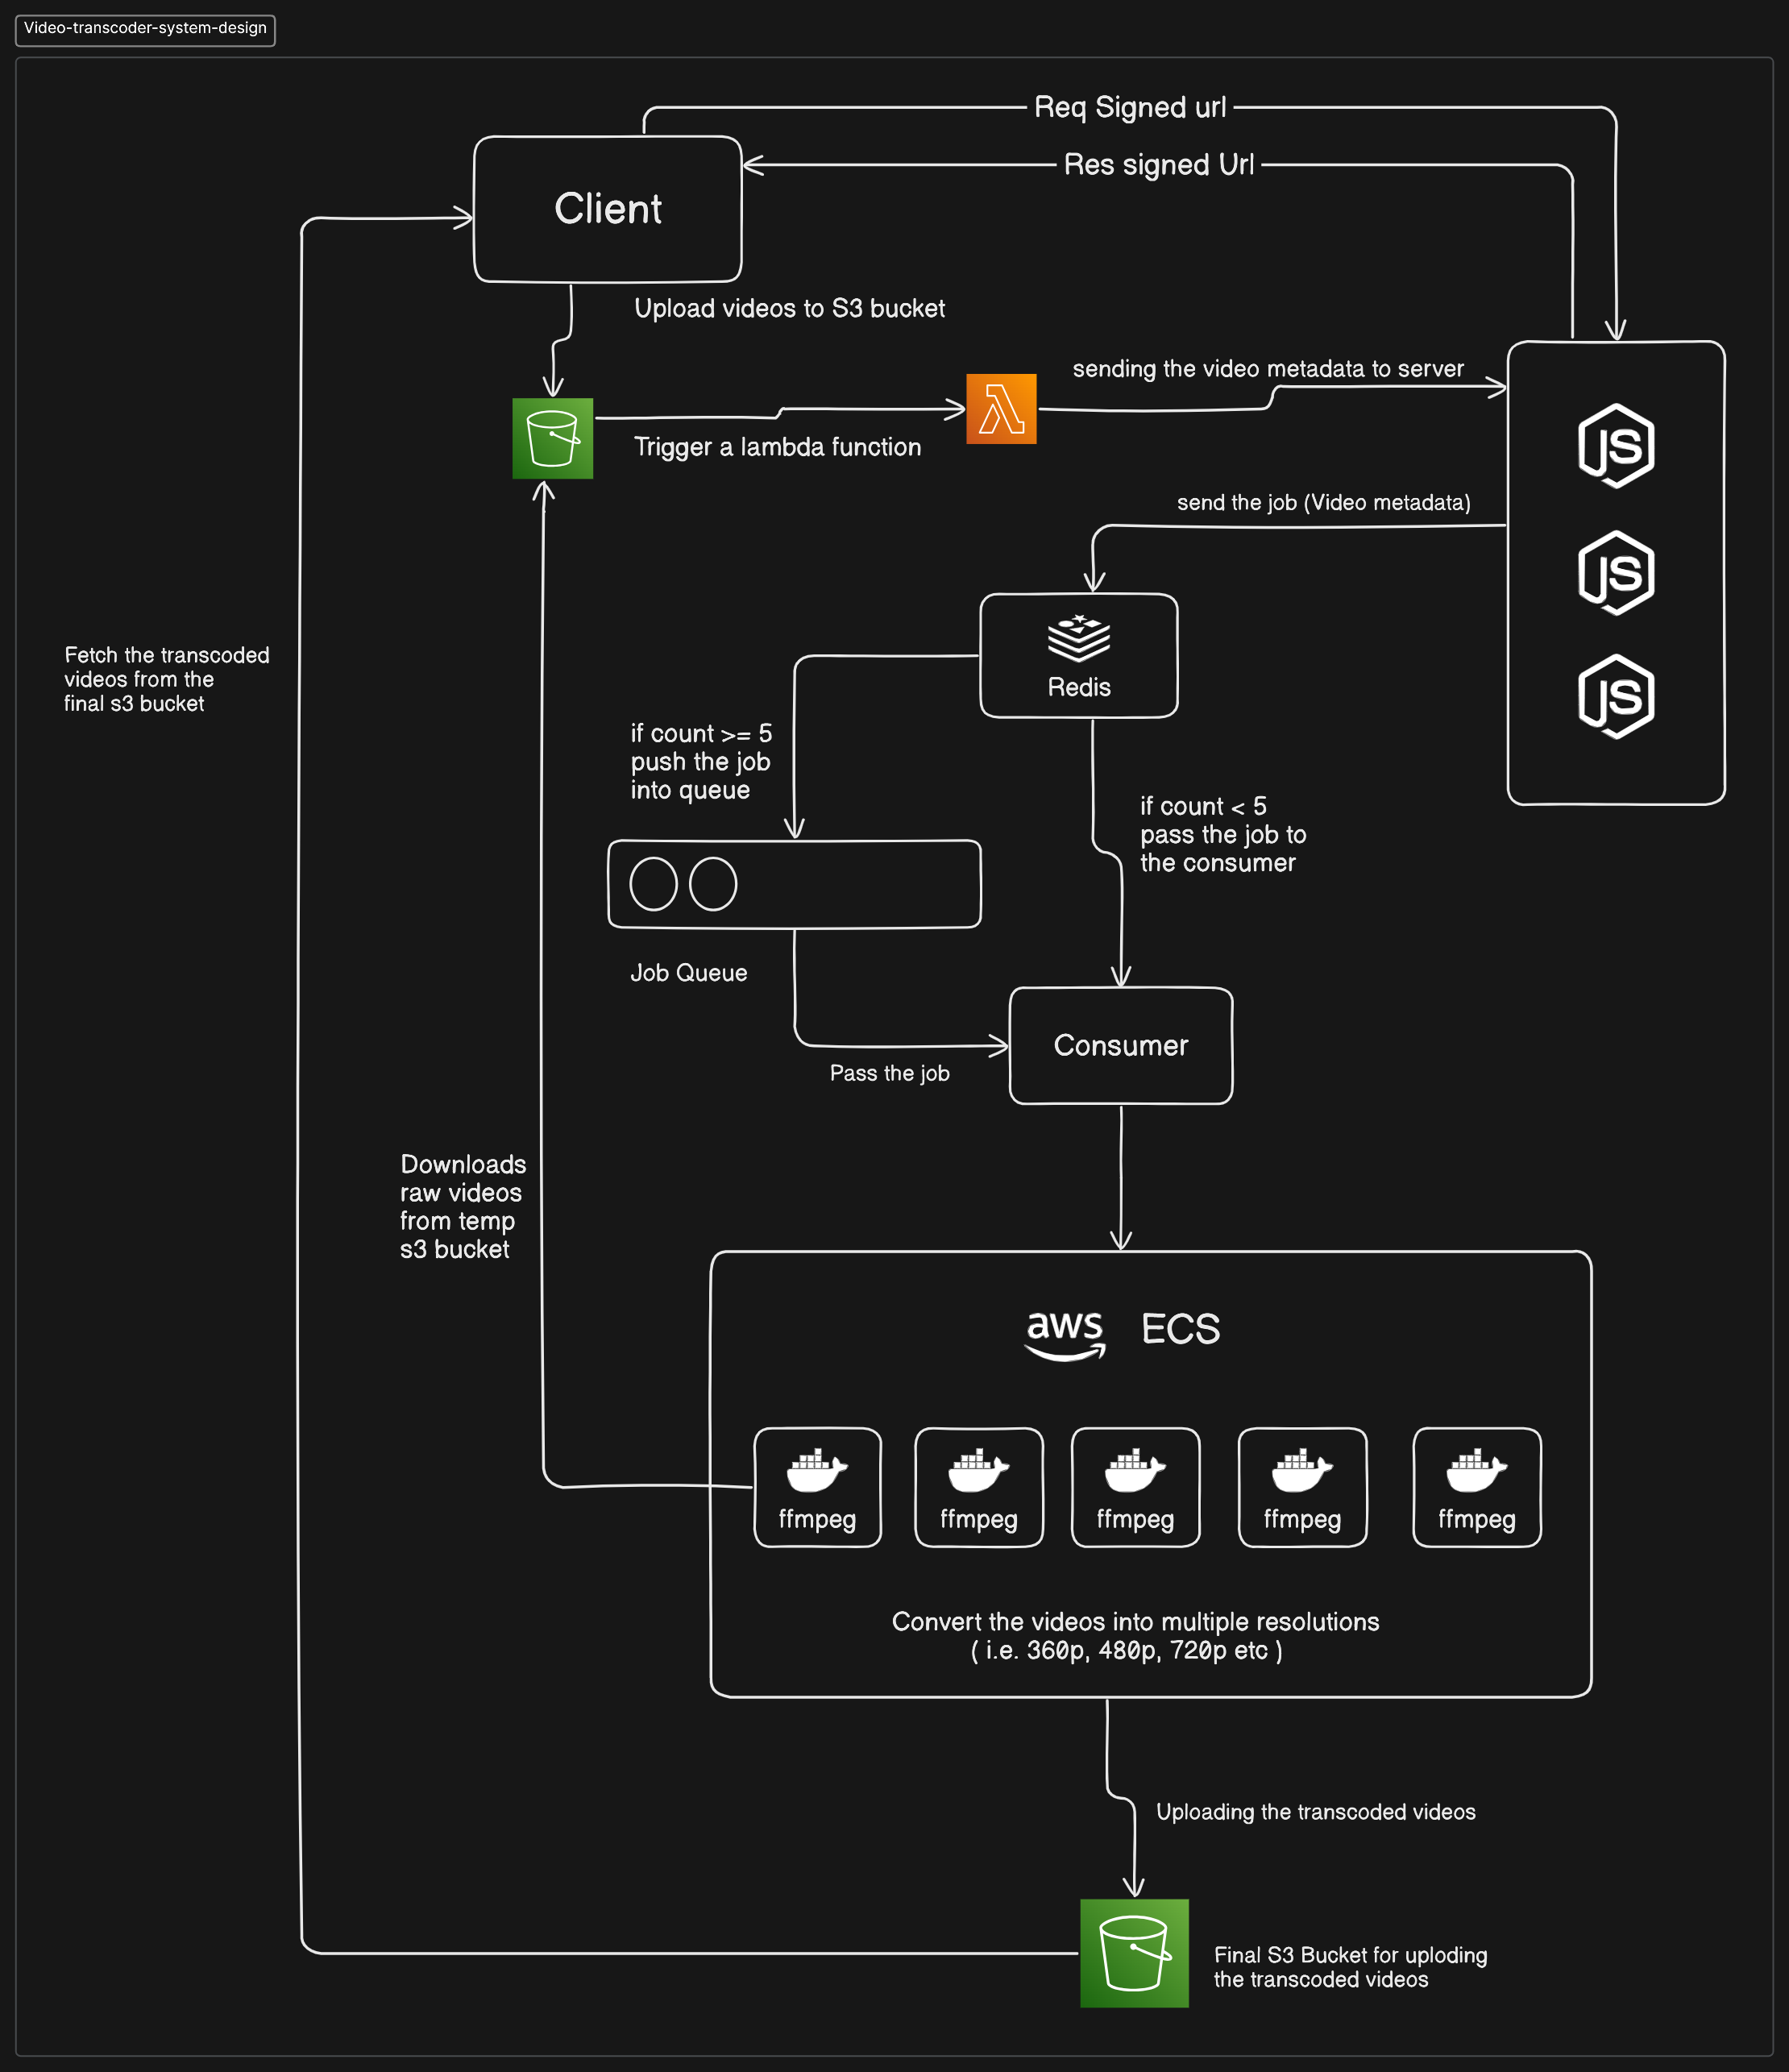 Video-transcoder-system-design
Req Signed url
Res signed Url
Client
Upload videos to S3 bucket
sending the video metadata to server
Trigger a lambda function
JS
send the job (Video metadata)
JS
Redis
JS
Fetch the transcoded
videos from the
final s3 bucket
if count >= 5
push the job
into queue
if count < 5
pass the job to
the consumer
Job Queue
Consumer
Pass the job
Downloads
raw videos
from temp
s3 bucket
aws ECS
ffmpeg
ffmpeg
ffmpeg
ffmpeg
ffmpeg
Convert the videos into multiple resolutions
( i.e. 360p, 480p, 720p etc )
Uploading the transcoded videos
Final S3 Bucket for uploding
the transcoded videos